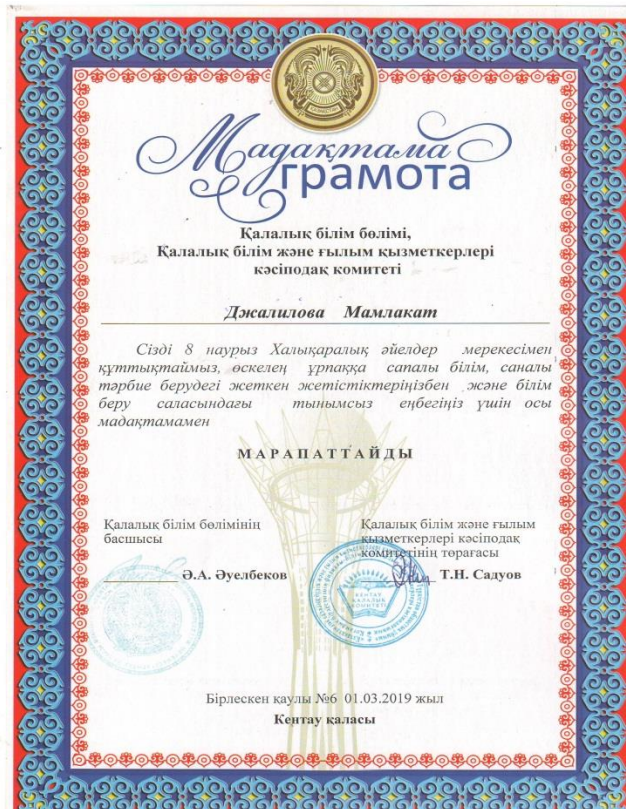 Мадақтама
грамота
Қалалық білім бөлімі,
Қалалық білім және ғылым қызметкерлері
кәсіподақ комитеті
Джалилова Мамлакат
Сізді 8 наурыз Халықаралық әйелдер мерекесімен
құттықтаймыз, өскелең ұрпаққа сапалы білім, саналы
тәрбие берудегі жеткен жетістіктеріңізбен және білім
беру саласындағы тынымсыз еңбегіңіз үшін осы
мадақтамамен
МАРАПАТТАЙДЫ
Қалалық білім бөлімінің
басшысы
Ә.А. Әуелбеков
Қалалық білім және ғылым
қызметкерлері кәсіподақ
комитетінің төрағасы
Т.Н. Садуов
КЕНТАУ
ҚАЛАЛЫҚ
КОМИТЕТІ
Бірлескен қаулы №6 01.03.2019 жыл
Кентау қаласы